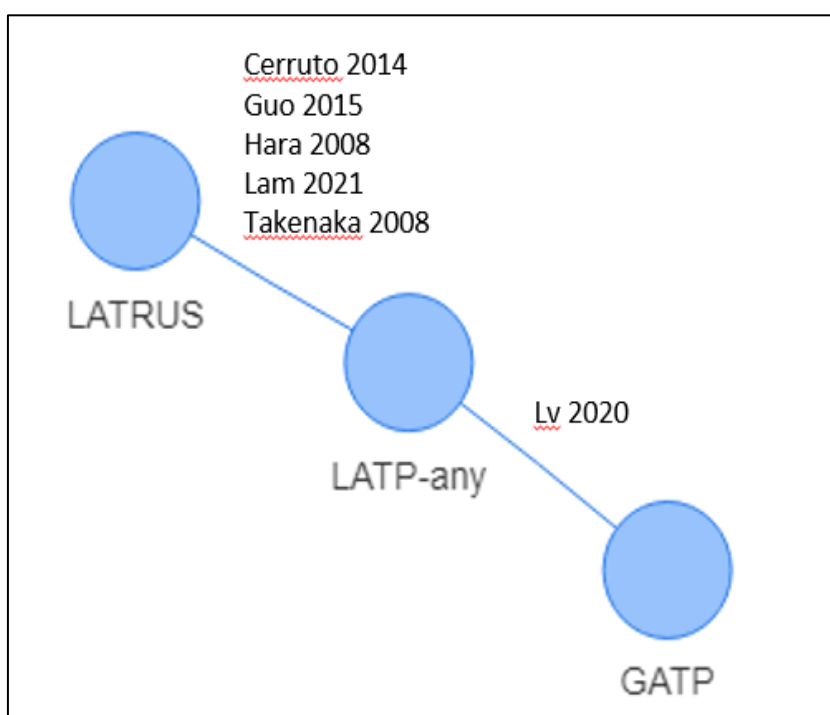 Cerruto 2014
Guo 2015
Hara 2008
Lam 2021
Takenaka 2008
LATRUS
LATP-any
Lv 2020
GATP